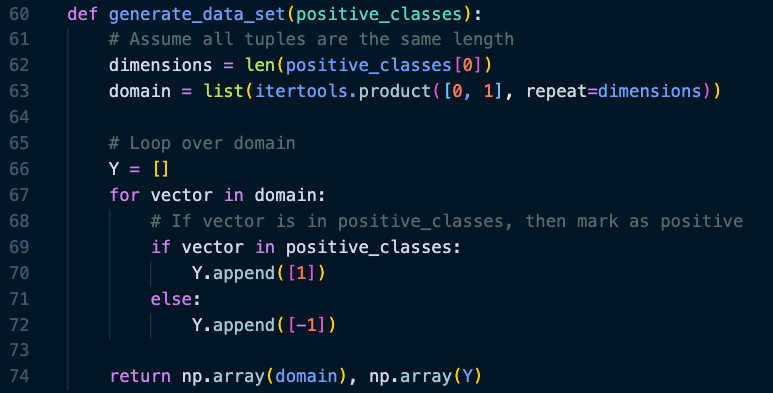 60 def generate_data_set(positive_classes):
61     # Assume all tuples are the same length
62     dimensions = len(positive_classes[0])
63     domain = list(itertools.product([0, 1], repeat=dimensions))
64
65     # Loop over domain
66     Y = []
67     for vector in domain:
68         # If vector is in positive_classes, then mark as positive
69         if vector in positive_classes:
70             Y.append([1])
71         else:
72             Y.append([-1])
73
74     return np.array(domain), np.array(Y)